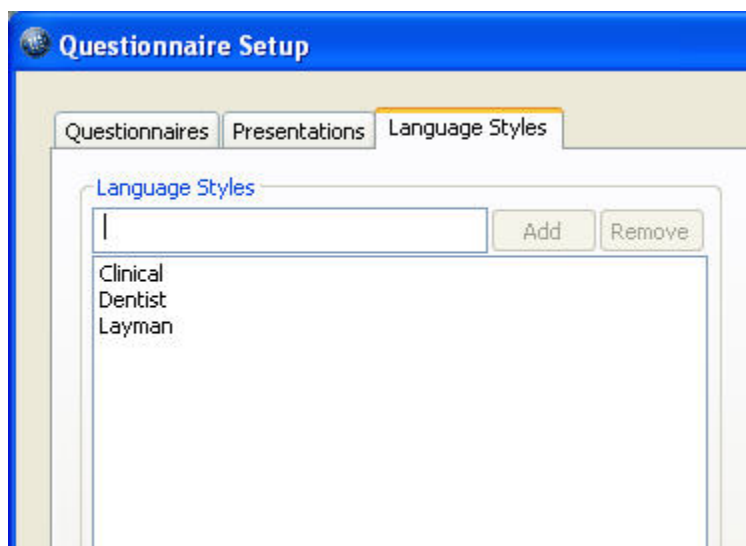 Questionnaire Setup
Questionnaires Presentations Language Styles
Language Styles
Add Remove
Clinical
Dentist
Layman